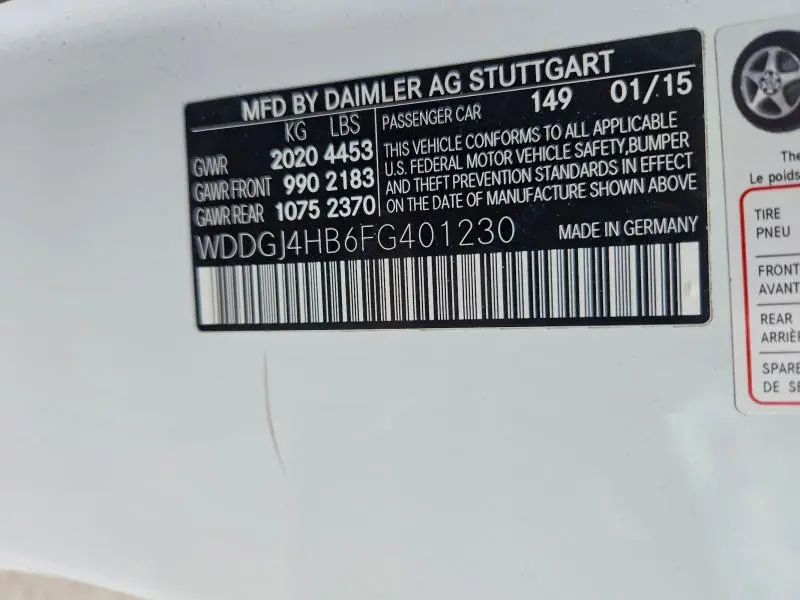 MFD BY DAIMLER AG STUTTGART
KG LBS
GVWR 2020 4453
GAWR FRONT 990 2183
GAWR REAR 1075 2370
PASSENGER CAR 149 01/15
THIS VEHICLE CONFORMS TO ALL APPLICABLE
U.S. FEDERAL MOTOR VEHICLE SAFETY,BUMPER
AND THEFT PREVENTION STANDARDS IN EFFECT
ON THE DATE OF MANUFACTURE SHOWN ABOVE
WDDGJ4HB6FG401230 MADE IN GERMANY
The
Le poids
TIRE
PNEU
FRONT
AVANT
REAR
ARRIÈR
SPARE
DE SE